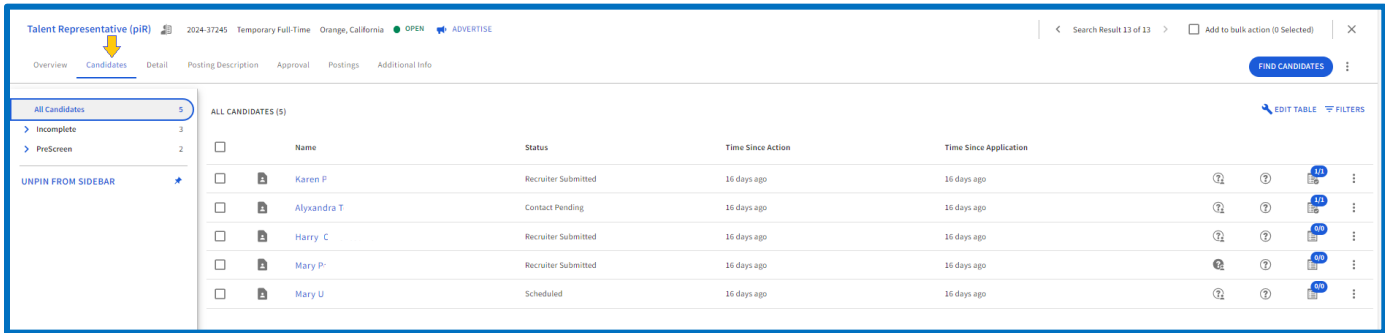 Talent Representative (piR) 2024-37245 Temporary Full-Time Orange, California OPEN ADVERTISE Search Result 13 of 13 Add to bulk action (0 Selected)
Overview Candidates Detail Posting Description Approval Postings Additional Info FIND CANDIDATES
All Candidates 5
Incomplete 3
PreScreen 2
UNPIN FROM SIDEBAR
ALL CANDIDATES (5) EDIT TABLE FILTERS
Name Status Time Since Action Time Since Application
Karen P Recruiter Submitted 16 days ago 16 days ago 1/1
Alyxandra T Contact Pending 16 days ago 16 days ago 1/1
Harry C Recruiter Submitted 16 days ago 16 days ago 0/0
Mary P Recruiter Submitted 16 days ago 16 days ago 0/0
Mary U Scheduled 16 days ago 16 days ago 0/0